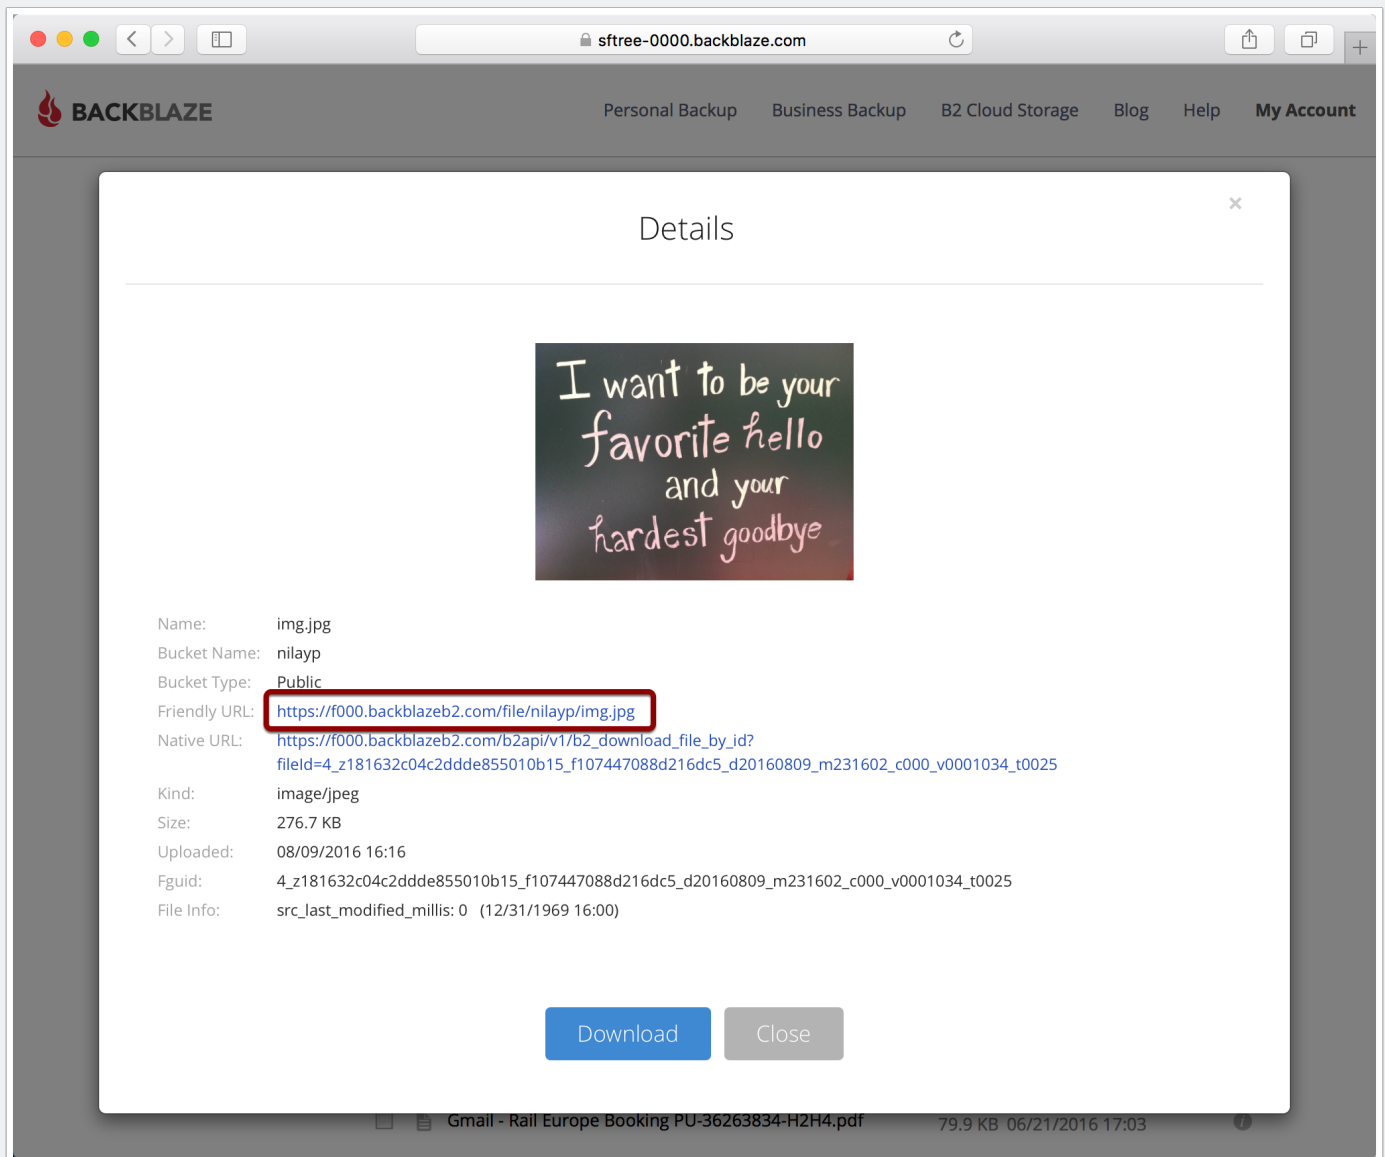 sftree-0000.backblaze.com
BACKBLAZE
Personal Backup Business Backup B2 Cloud Storage Blog Help My Account
×
Details
I want to be your
favorite hello
and your
hardest goodbye
Name: img.jpg
Bucket Name: nilayp
Bucket Type: Public
Friendly URL: https://f000.backblazeb2.com/file/nilayp/img.jpg
Native URL: https://f000.backblazeb2.com/b2api/v1/b2_download_file_by_id?
fileId=4_z181632c04c2ddde855010b15_f107447088d216dc5_d20160809_m231602_c000_v0001034_t0025
Kind: image/jpeg
Size: 276.7 KB
Uploaded: 08/09/2016 16:16
Fguid: 4_z181632c04c2ddde855010b15_f107447088d216dc5_d20160809_m231602_c000_v0001034_t0025
File Info: src_last_modified_millis: 0 (12/31/1969 16:00)
Download Close
Gmail - Rail Europe Booking PU-36263834-H2H4.pdf 79.9 KB 06/21/2016 17:03